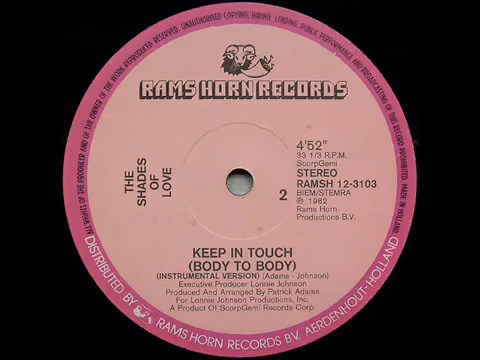 ALL RIGHTS OF THE PRODUCER AND OF THE OWNER OF THE WORK REPRODUCED RESERVED. UNAUTHORISED COPYING, HIRING, LENDING, PUBLIC PERFORMANCE AND BROADCASTING OF THIS RECORD PROHIBITED. MADE IN HOLLAND.
RAMS HORN RECORDS
THE
SHADES
OF
LOVE
4'52"
33 1/3 R.P.M.
ScorpGemi
STEREO
RAMSH 12-3103
BIEM/STEMRA
℗ 1982
Rams Horn
Productions B.V.
2
KEEP IN TOUCH
(BODY TO BODY)
(INSTRUMENTAL VERSION) (Adams - Johnson)
Executive Producer Lonnie Johnson
Produced And Arranged By Patrick Adams
For Lonnie Johnson Productions, Inc.
A Product Of ScorpGemi Records Corp.
DISTRIBUTED BY RAMS HORN RECORDS BV. AERDENHOUT-HOLLAND